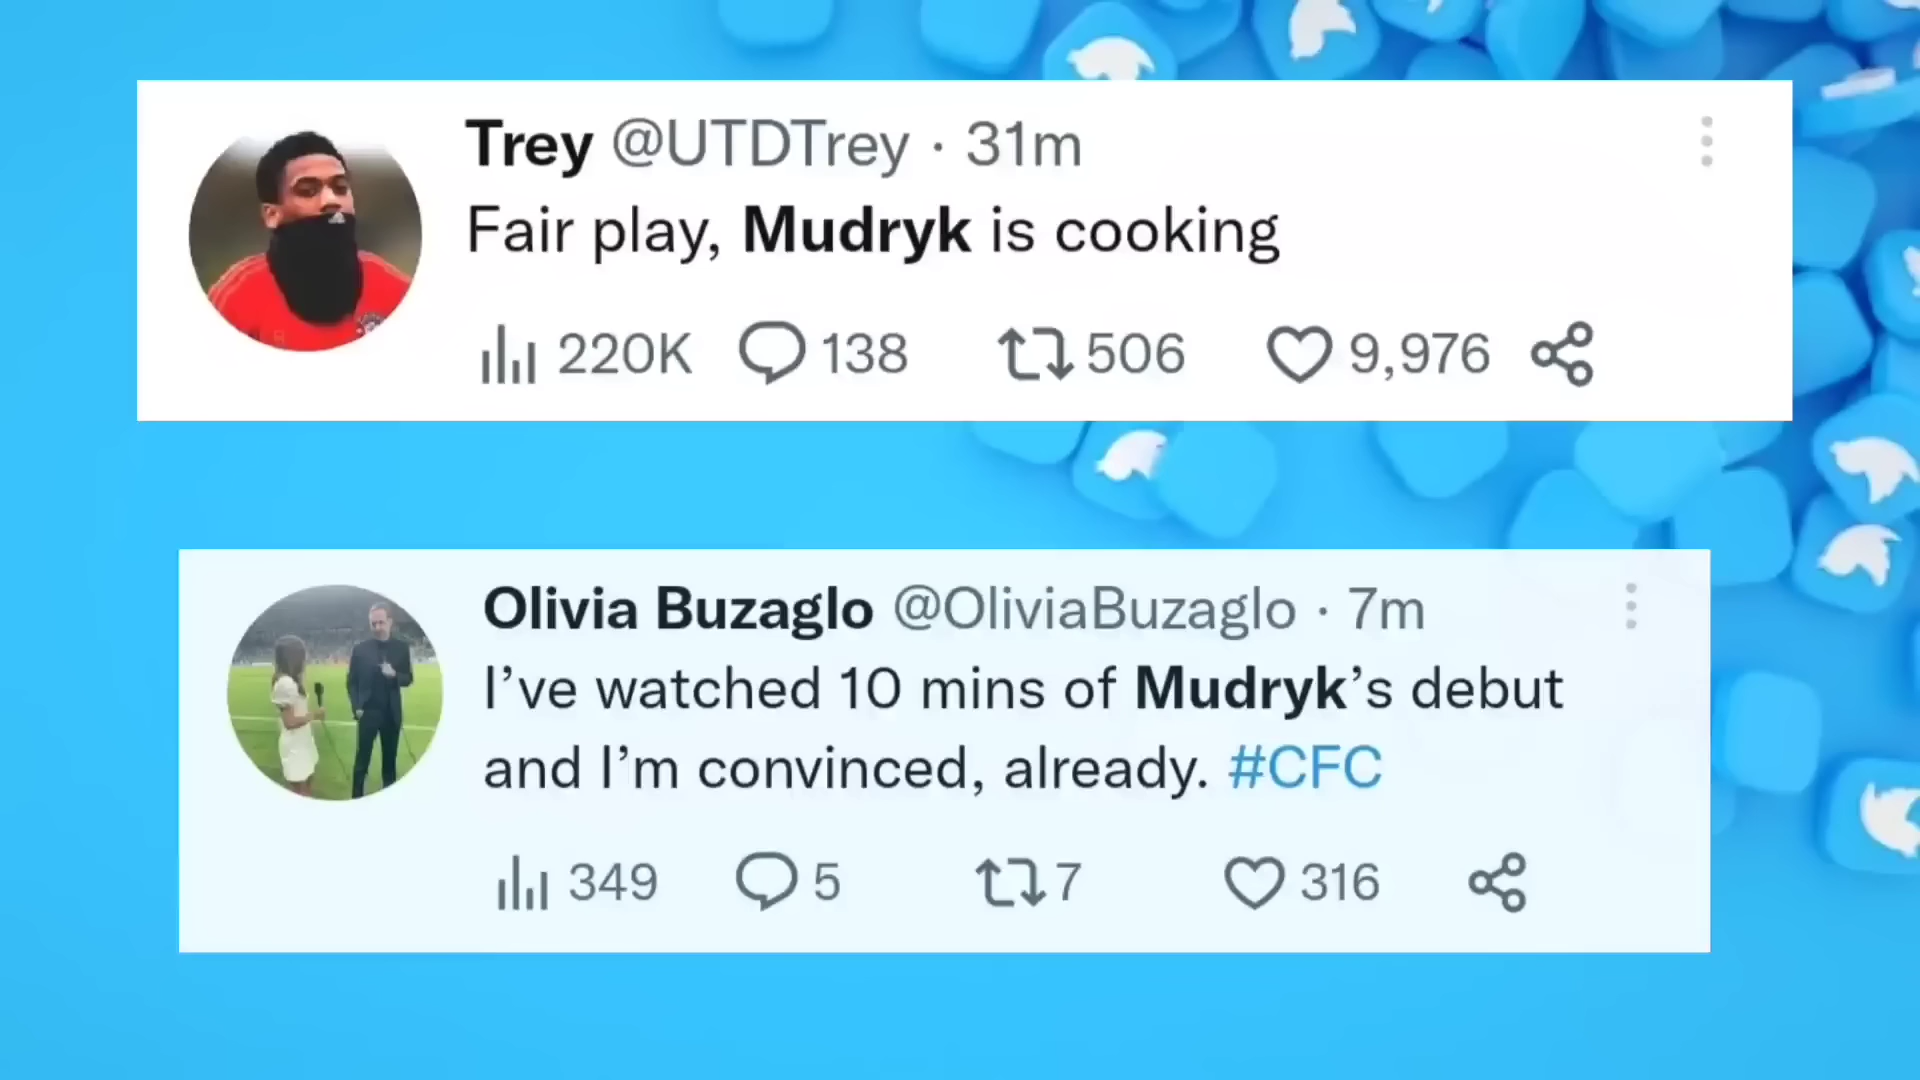 Trey @UTDTrey · 31m
Fair play, Mudryk is cooking
220K 138 506 9,976
Olivia Buzaglo @OliviaBuzaglo · 7m
I’ve watched 10 mins of Mudryk’s debut
and I’m convinced, already. #CFC
349 5 7 316